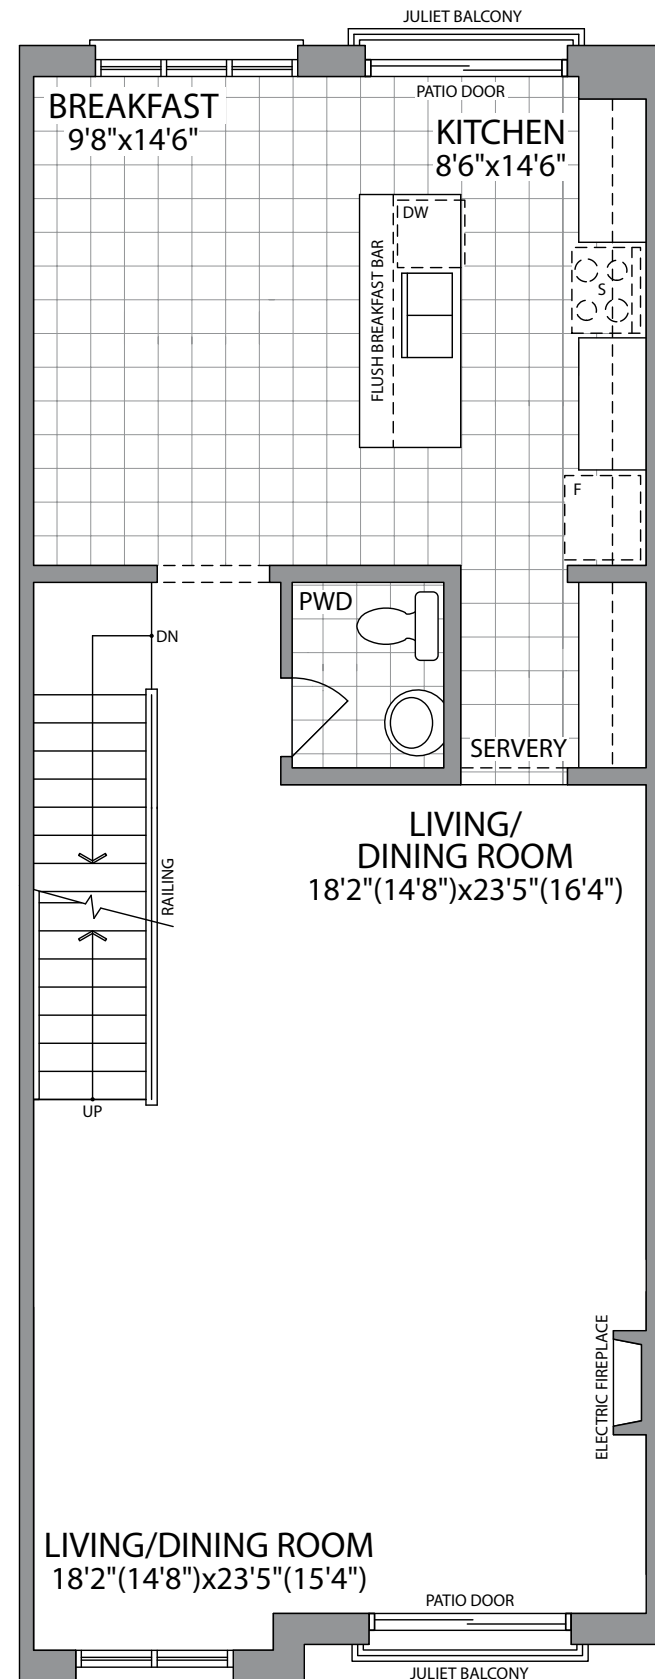 JULIET BALCONY
PATIO DOOR
BREAKFAST
9'8"x14'6"
KITCHEN
8'6"x14'6"
DW
FLUSH BREAKFAST BAR
S
F
PWD
DN
SERVERY
LIVING/
DINING ROOM
18'2"(14'8")x23'5"(16'4")
RAILING
UP
ELECTRIC FIREPLACE
LIVING/DINING ROOM
18'2"(14'8")x23'5"(15'4")
PATIO DOOR
JULIET BALCONY